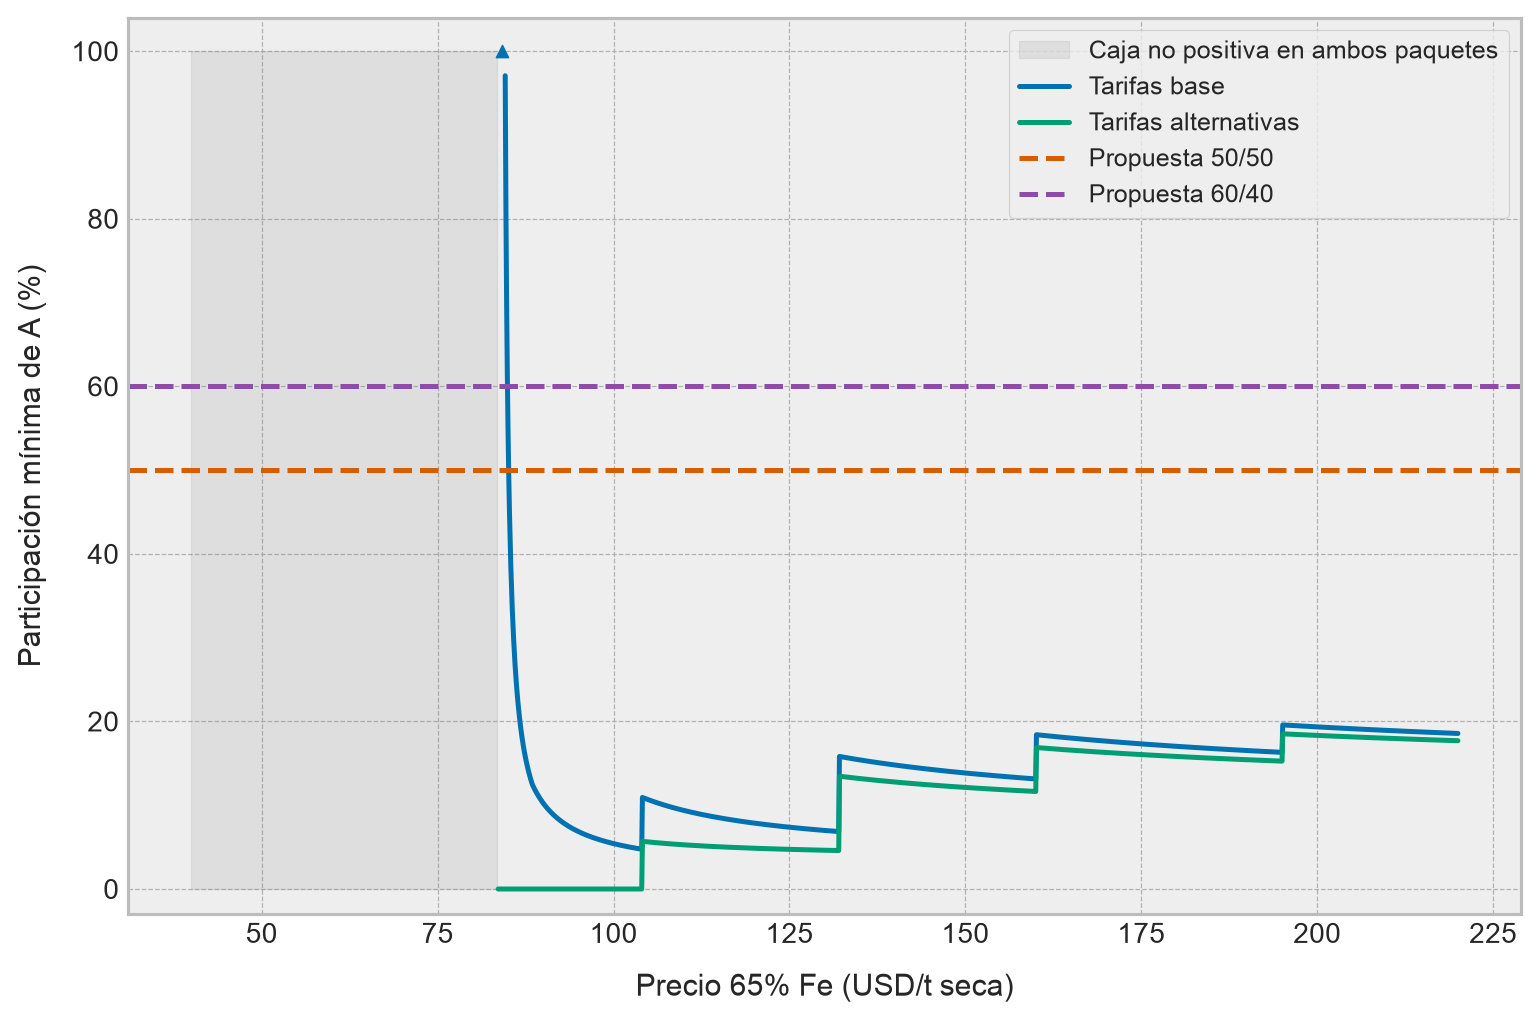 Participación mínima de A (%)
100
80
60
40
20
0
Caja no positiva en ambos paquetes
Tarifas base
Tarifas alternativas
Propuesta 50/50
Propuesta 60/40
50
75
100
125
150
175
200
225
Precio 65% Fe (USD/t seca)